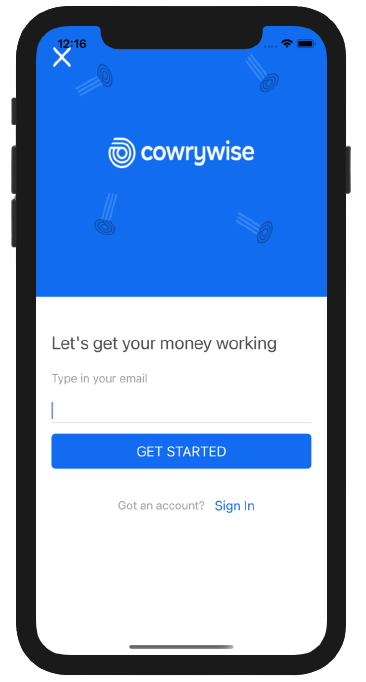 12:16
cowrywise
Let's get your money working
Type in your email
GET STARTED
Got an account? Sign In